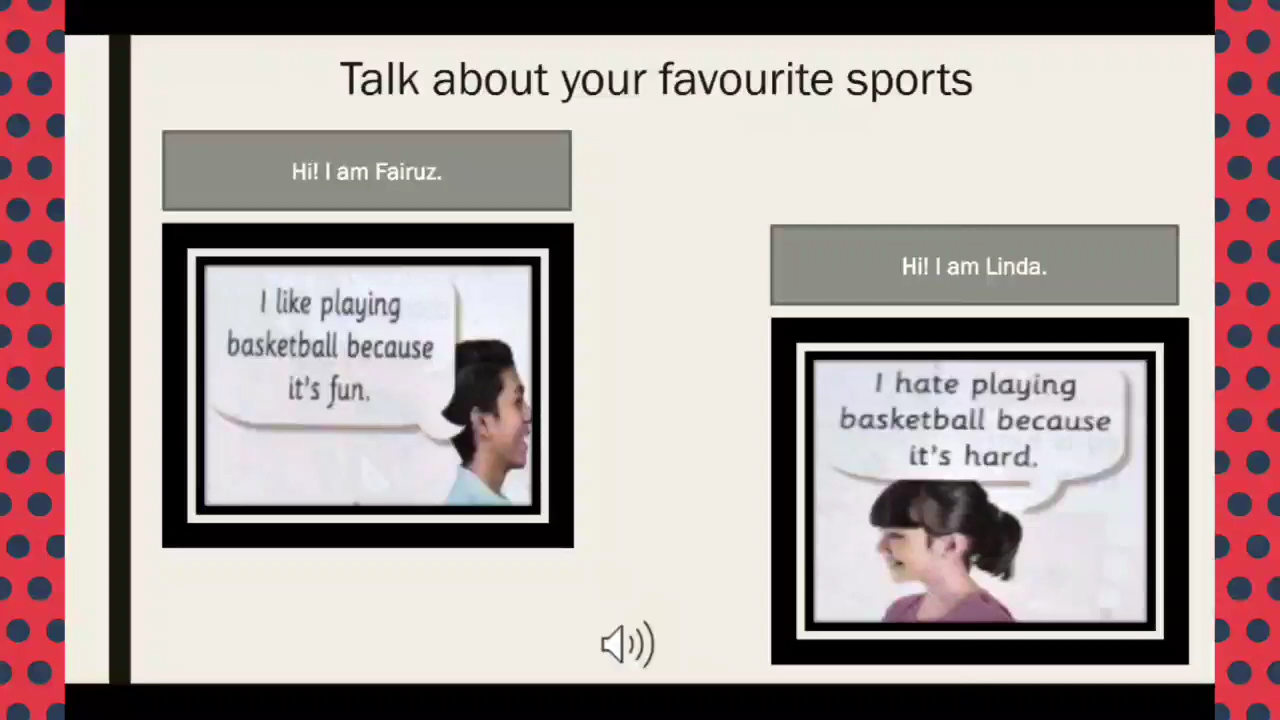 Talk about your favourite sports
Hi! I am Fairuz.
I like playing
basketball because
it's fun.
Hi! I am Linda.
I hate playing
basketball because
it's hard.